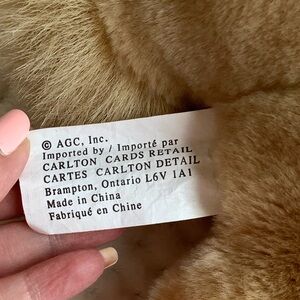 © AGC, Inc.
Imported by / Importé par
CARLTON CARDS RETAIL
CARTES CARLTON DETAIL
Brampton, Ontario L6V 1A1
Made in China
Fabriqué en Chine